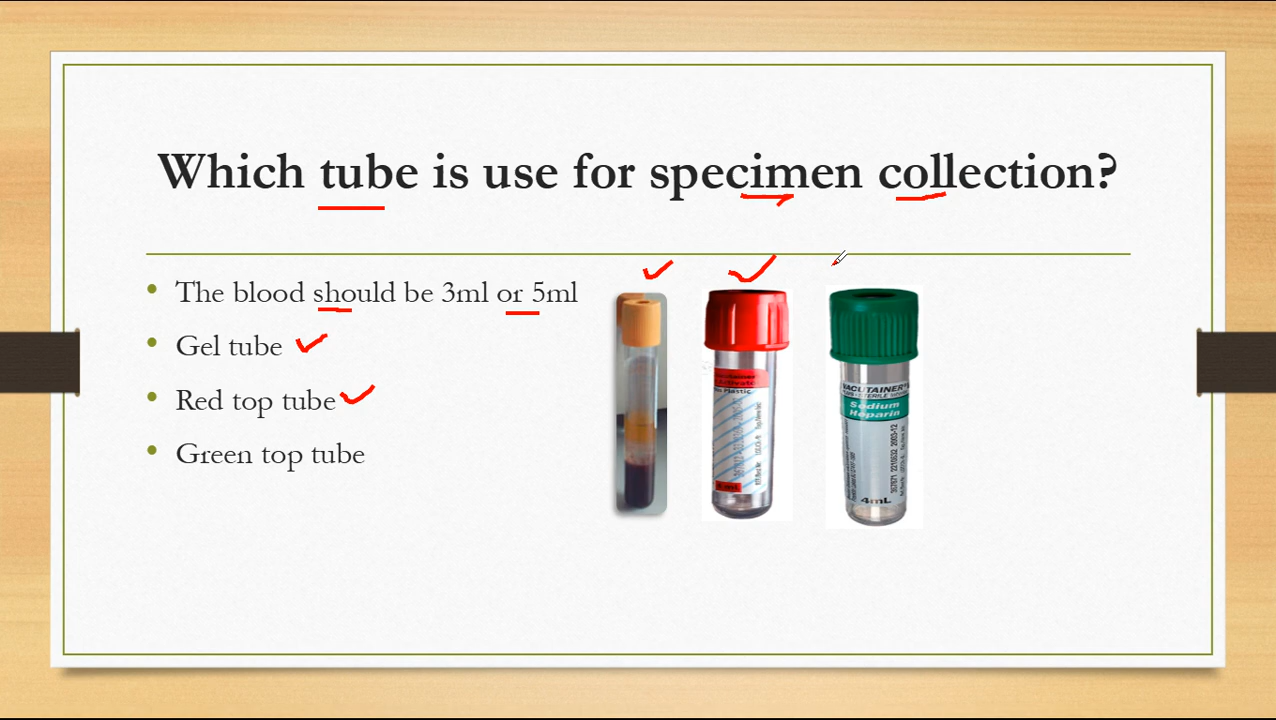 Which tube is use for specimen collection?
The blood should be 3ml or 5ml
Gel tube
Red top tube
Green top tube
VACUTAINER
Sodium
Heparin
4mL